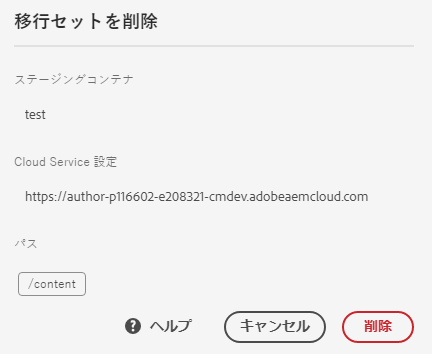 移行セットを削除
ステージングコンテナ
test
Cloud Service 設定
https://author-p116602-e208321-cmdev.adobeaemcloud.com
パス
/content
? ヘルプ キャンセル 削除